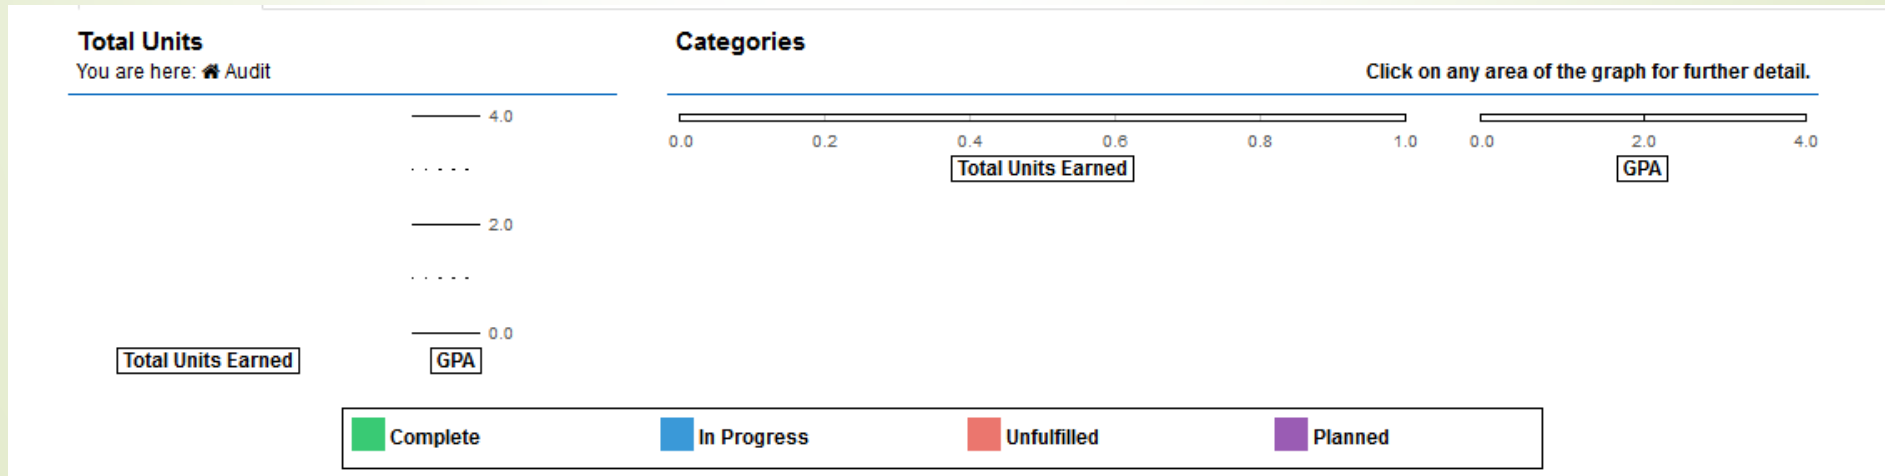 Total Units
You are here: Audit
4.0
2.0
0.0
Total Units Earned
GPA
Categories
Click on any area of the graph for further detail.
0.0 0.2 0.4 0.6 0.8 1.0
Total Units Earned
0.0 2.0 4.0
GPA
Complete In Progress Unfulfilled Planned